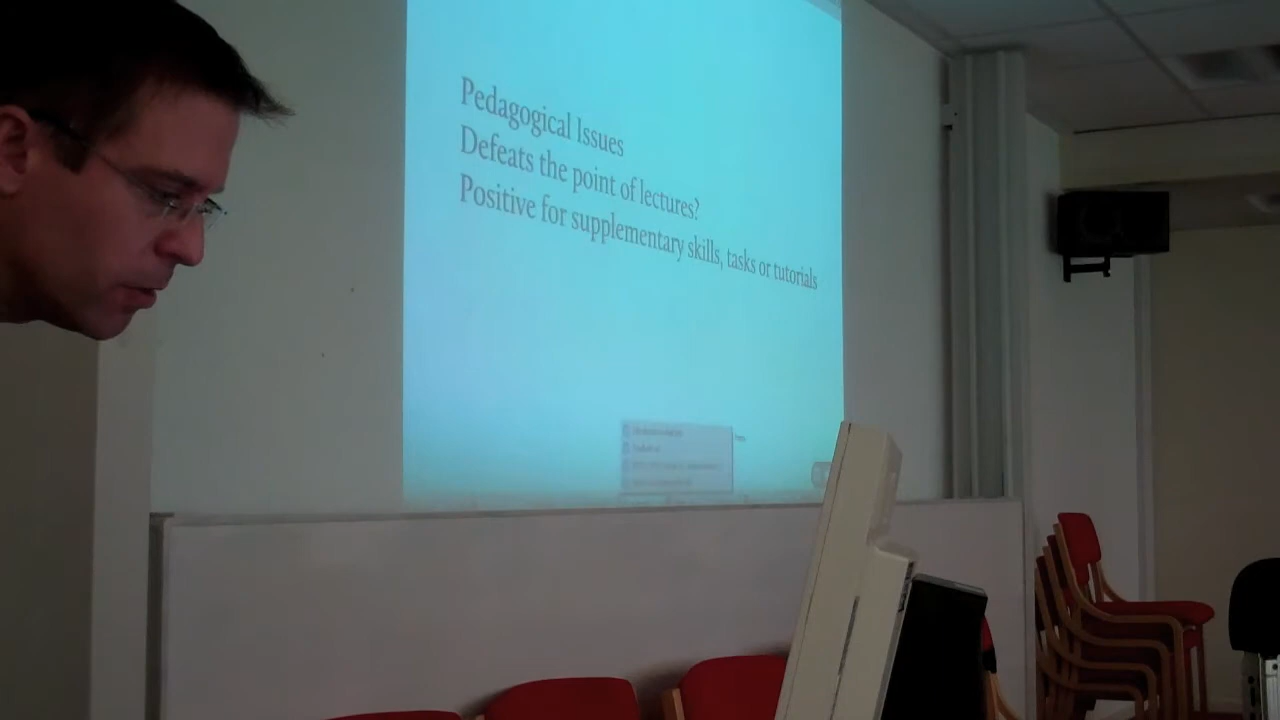 Pedagogical Issues
Defeats the point of lectures?
Positive for supplementary skills, tasks or tutorials